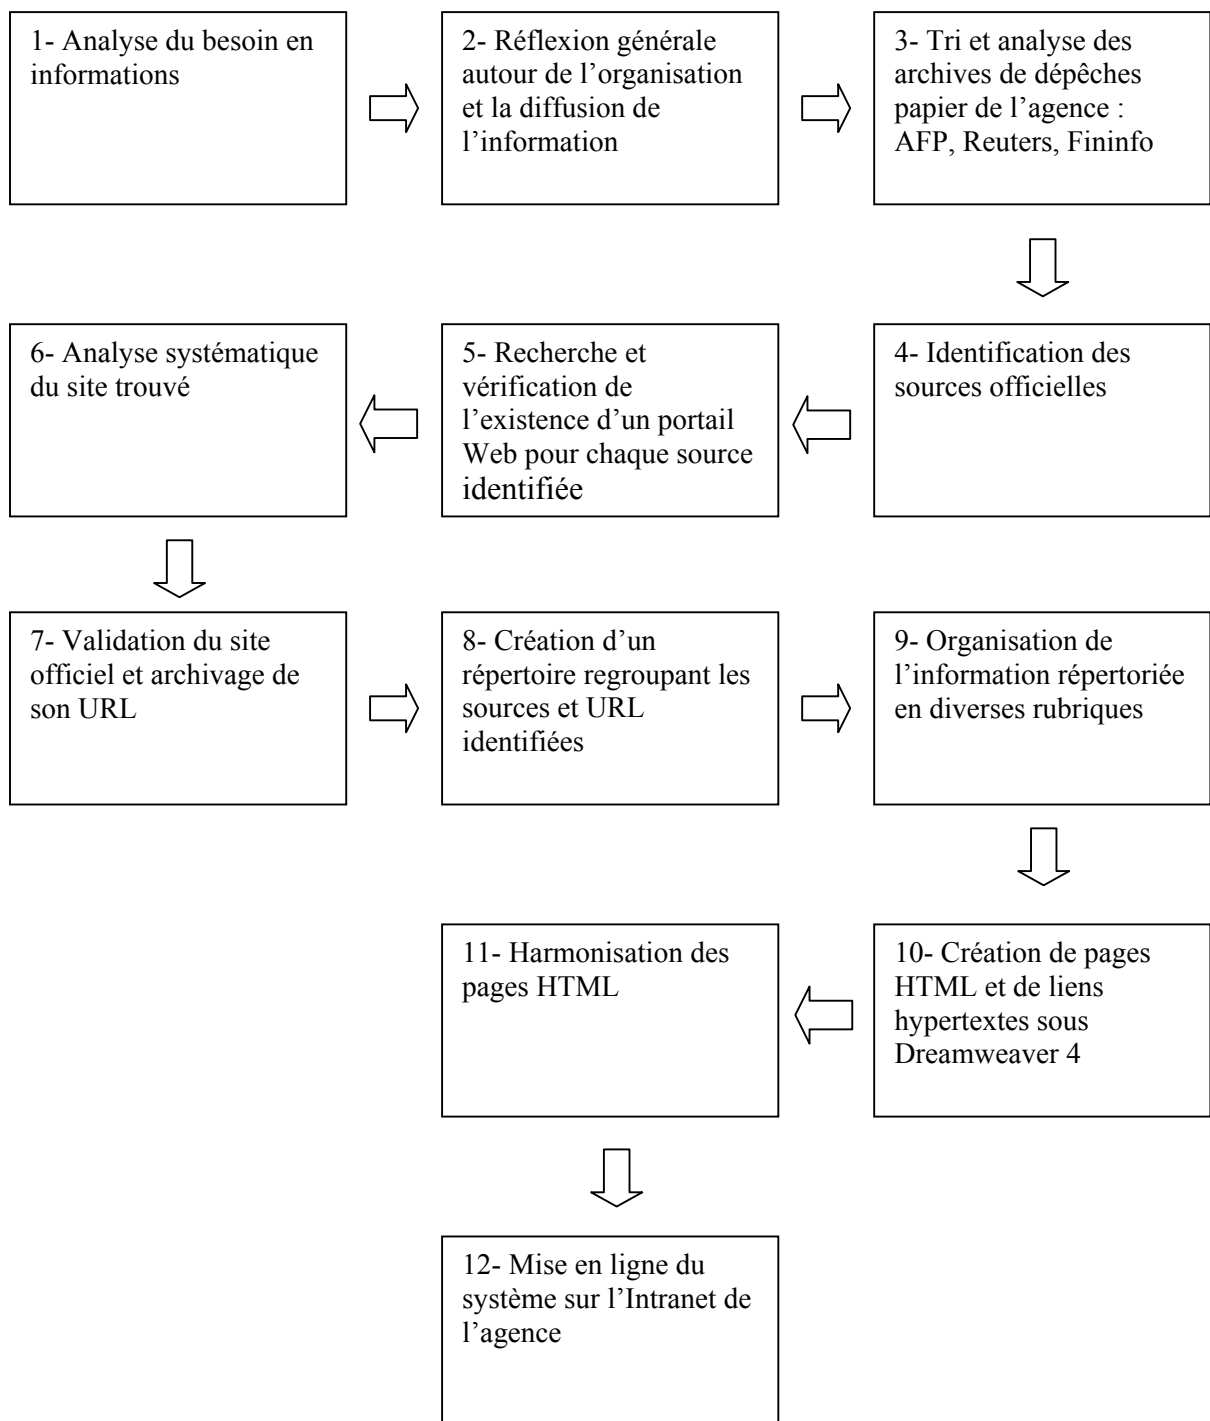 1- Analyse du besoin en
informations
2- Réflexion générale
autour de l’organisation
et la diffusion de
l’information
3- Tri et analyse des
archives de dépêches
papier de l’agence :
AFP, Reuters, Fininfo
4- Identification des
sources officielles
5- Recherche et
vérification de
l’existence d’un portail
Web pour chaque source
identifiée
6- Analyse systématique
du site trouvé
7- Validation du site
officiel et archivage de
son URL
8- Création d’un
répertoire regroupant les
sources et URL
identifiées
9- Organisation de
l’information répertoriée
en diverses rubriques
10- Création de pages
HTML et de liens
hypertextes sous
Dreamweaver 4
11- Harmonisation des
pages HTML
12- Mise en ligne du
système sur l’Intranet de
l’agence